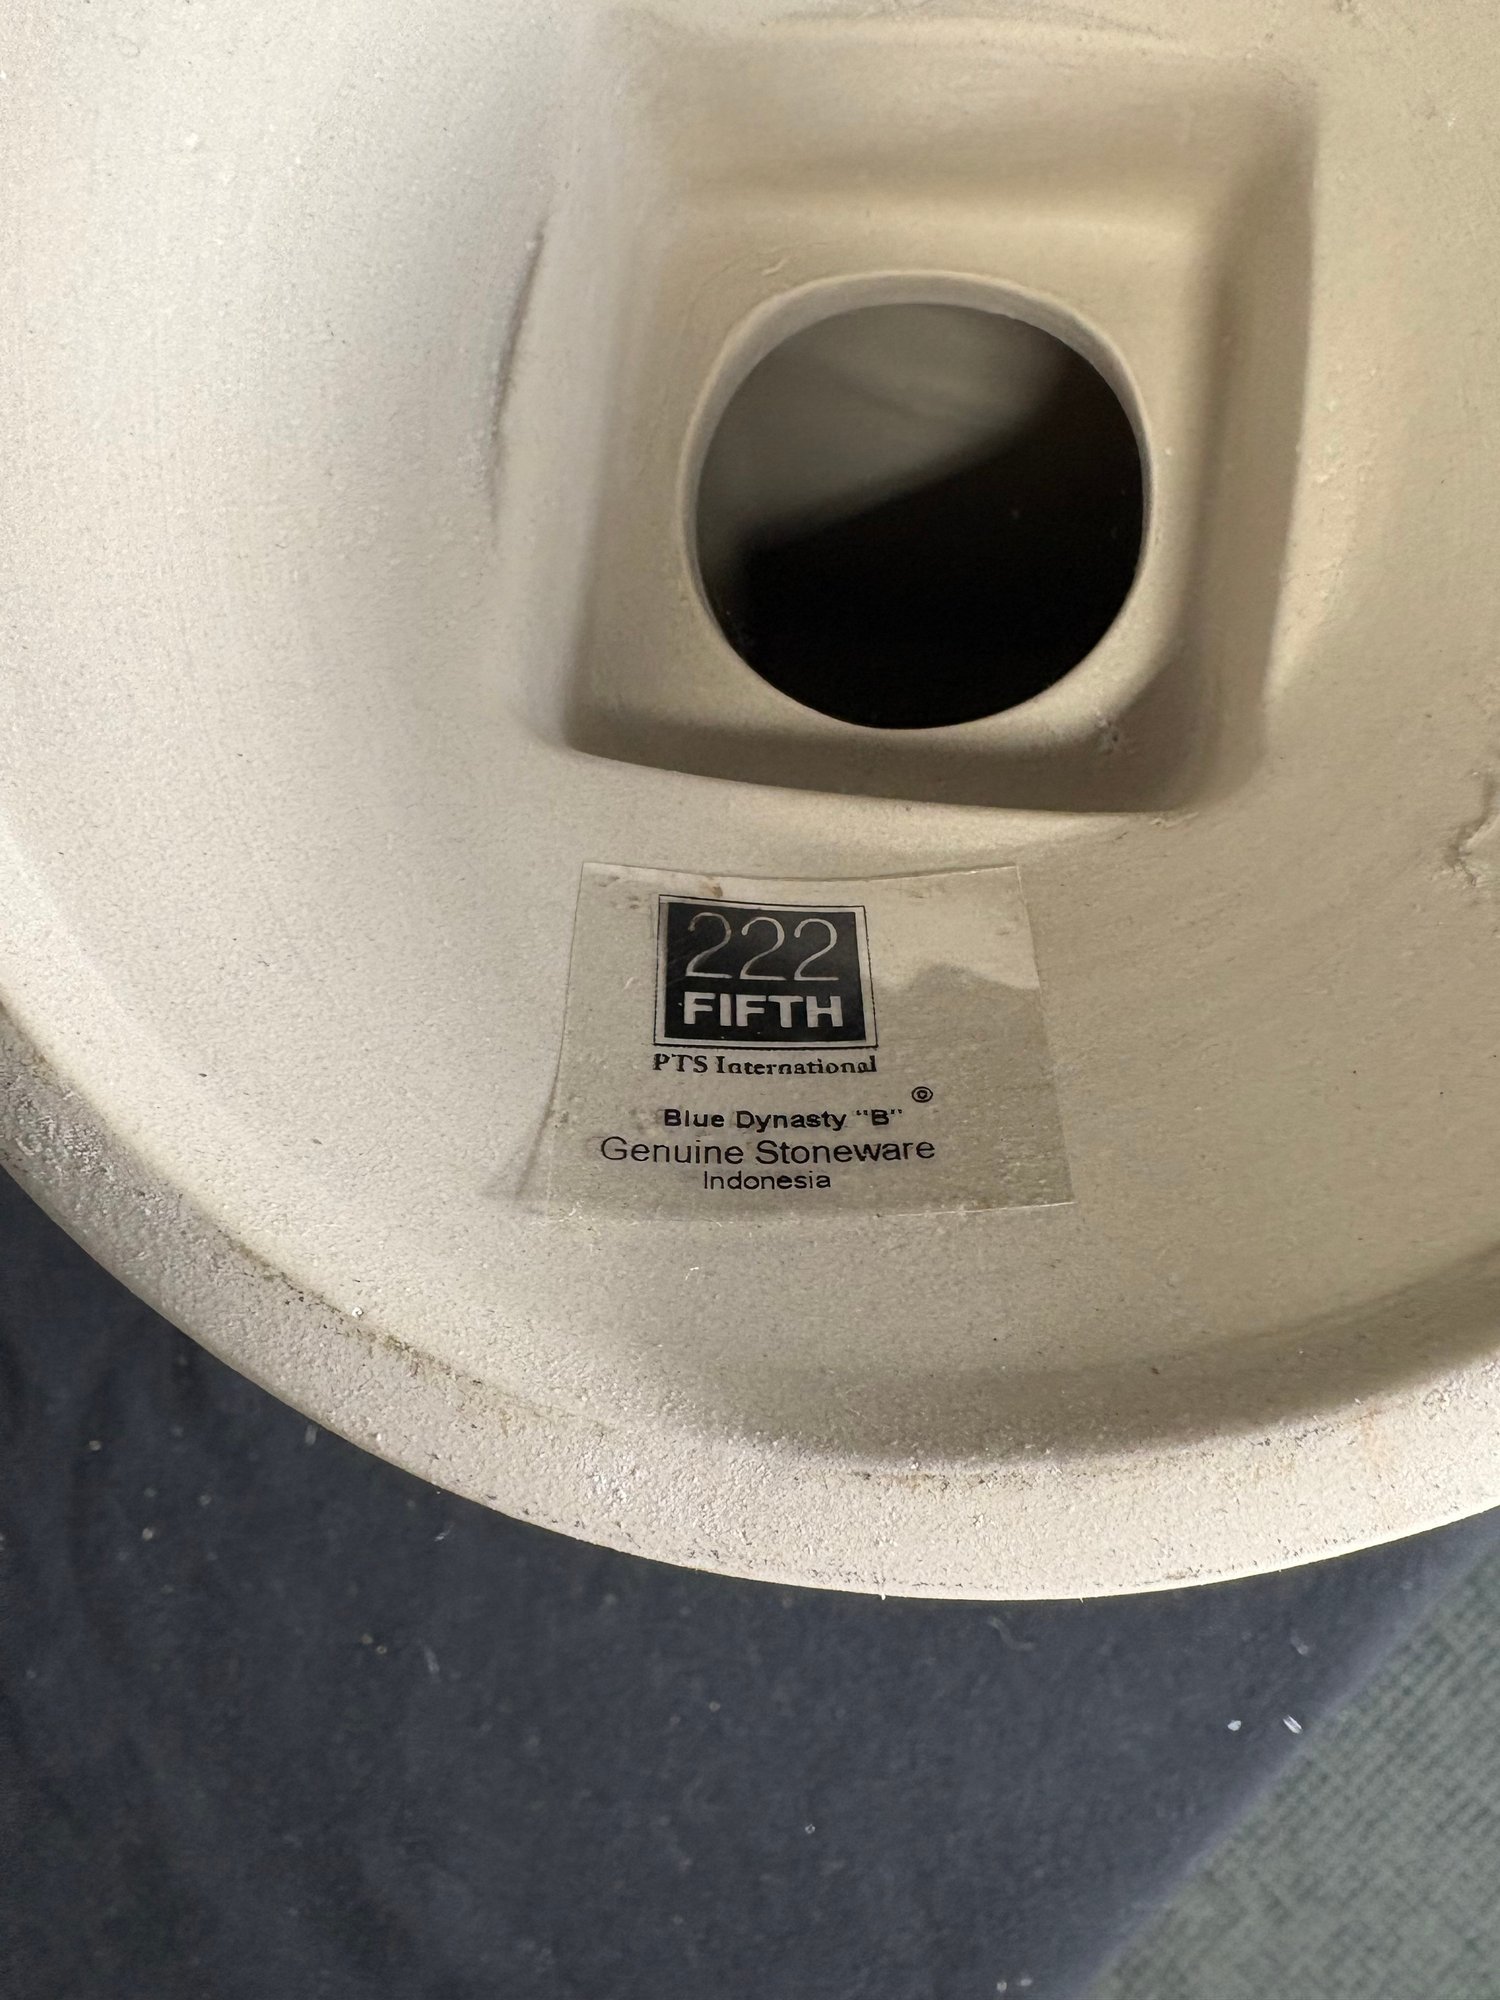 222
FIFTH
PTS International
©
Blue Dynasty "B"
Genuine Stoneware
Indonesia